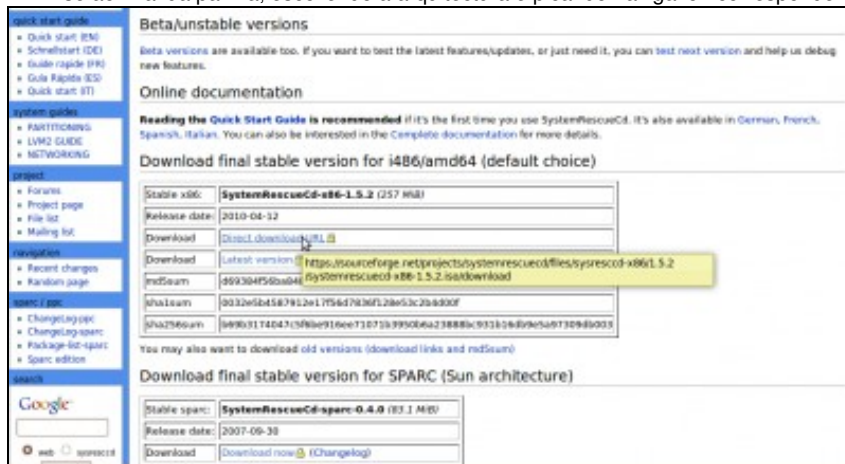 quick start guide
Quick start (EN)
Schnellstart (DE)
Guide rapide (FR)
Guía Rápida (ES)
Quick start (IT)
system guides
PARTITIONING
LVM2 GUIDE
NETWORKING
project
Forums
Project page
File list
Mailing list
navigation
Recent changes
Random page
sparc / ppc
ChangeLog-ppc
ChangeLog-sparc
Package-list-sparc
Sparc edition
search
Google
web sysresccd
Beta/unstable versions
Beta versions are available too. If you want to test the latest features/updates, or just need it, you can test next version and help us debug
new features.
Online documentation
Reading the Quick Start Guide is recommended if it's the first time you use SystemRescueCd. It's also available in German, French,
Spanish, Italian. You can also be interested in the Complete documentation for more details.
Download final stable version for i486/amd64 (default choice)
Stable x86: SystemRescueCd-x86-1.5.2 (257 MiB)
Release date: 2010-04-12
Download Direct download URL
Download Latest version
https://sourceforge.net/projects/systemrescuecd/files/sysresccd-x86/1.5.2
/systemrescuecd-x86-1.5.2.iso/download
md5sum
sha1sum
sha256sum
You may also want to download old versions (download links and md5sum)
Download final stable version for SPARC (Sun architecture)
Stable sparc: SystemRescueCd-sparc-0.4.0 (83.1 MiB)
Release date: 2007-09-30
Download Download now (Changelog)